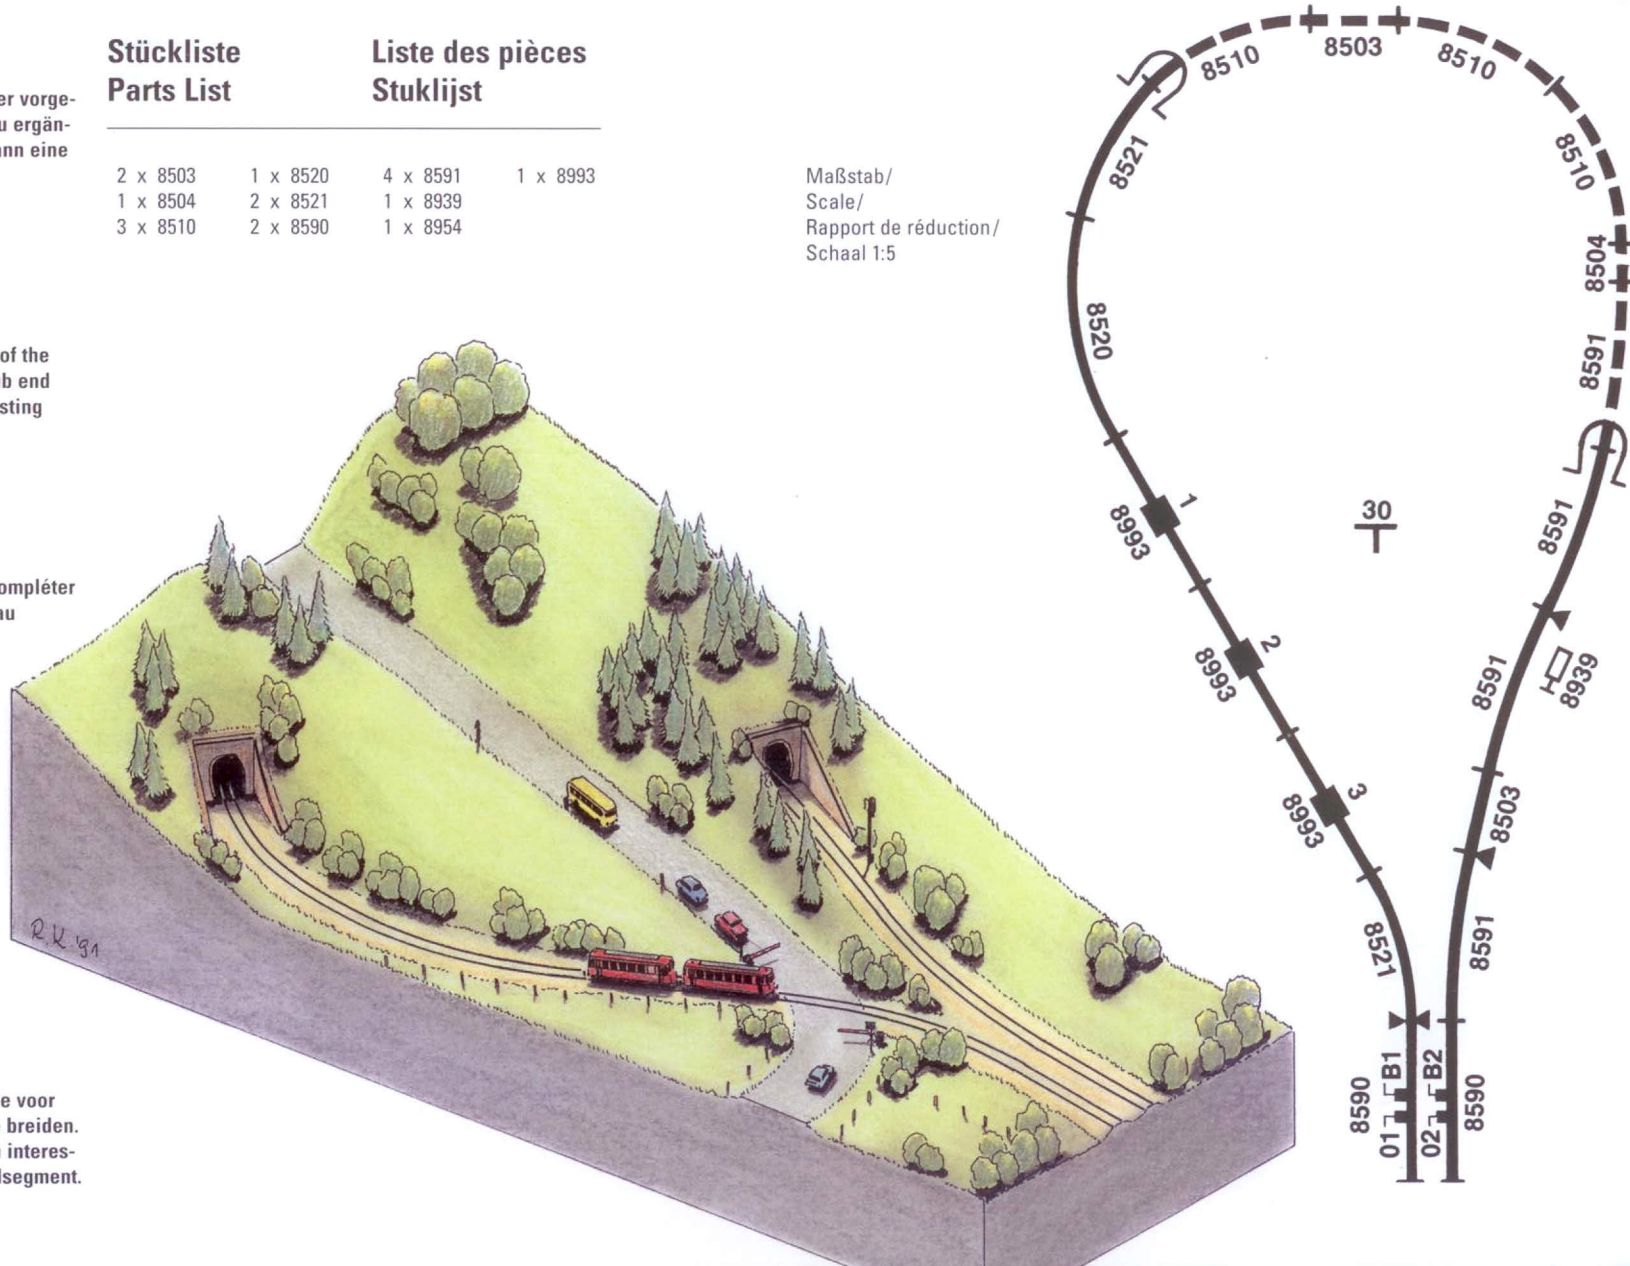 Stückliste
Parts List
Liste des pièces
Stuklijst
er vorge-
u ergän-
ann eine
2 x 8503 1 x 8520 4 x 8591 1 x 8993
1 x 8504 2 x 8521 1 x 8939
3 x 8510 2 x 8590 1 x 8954
Maßstab/
Scale/
Rapport de réduction/
Schaal 1:5
of the
b end
sting
ompléter
au
e voor
breiden.
interes-
lsegment.
R.K '91
8510
8503
8510
8510
8504
8591
8591
8591
8939
8503
8591
8590
8521
8520
8993
1
8993
2
8993
3
8521
30
8590
01 B1
02 B2